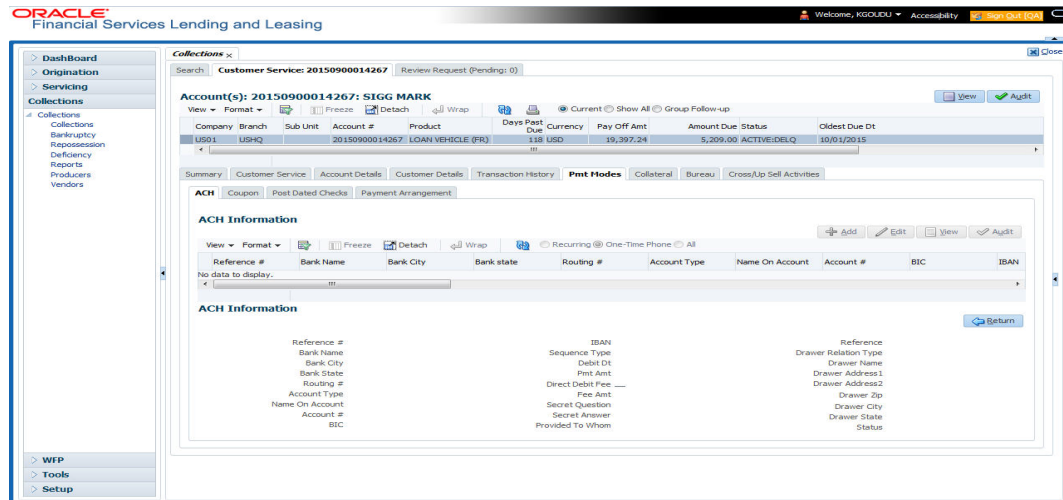 ORACLE
Financial Services Lending and Leasing
Welcome, KGOUDU Accessibility Sign Out (QA)
Close
DashBoard
Origination
Servicing
Collections
Collections
Collections
Bankruptcy
Repossession
Deficiency
Reports
Producers
Vendors
WFP
Tools
Setup
Collections x
Search Customer Service: 20150900014267 Review Request (Pending: 0)
Account(s): 20150900014267: SIGG MARK
View Audit
View Format Freeze Detach Wrap Current Show All Group Follow-up
Company Branch Sub Unit Account # Product Days Past Due Currency Pay Off Amt Amount Due Status Oldest Due Dt
US01 USHQ 20150900014267 LOAN VEHICLE (FR) 118 USD 19,397.24 5,209.00 ACTIVE:DELQ 10/01/2015
Summary Customer Service Account Details Customer Details Transaction History Pmt Modes Collateral Bureau Cross/Up Sell Activities
ACH Coupon Post Dated Checks Payment Arrangement
ACH Information
Add Edit View Audit
View Format Freeze Detach Wrap Recurring One-Time Phone All
Reference # Bank Name Bank City Bank state Routing # Account Type Name On Account Account # BIC IBAN
No data to display.
ACH Information
Return
Reference # IBAN Reference
Bank Name Sequence Type Drawer Relation Type
Bank City Debit Dt Drawer Name
Bank State Pmt Amt Drawer Address1
Routing # Direct Debit Fee Drawer Address2
Account Type Fee Amt Drawer Zip
Name On Account Secret Question Drawer City
Account # Secret Answer Drawer State
BIC Provided To Whom Status